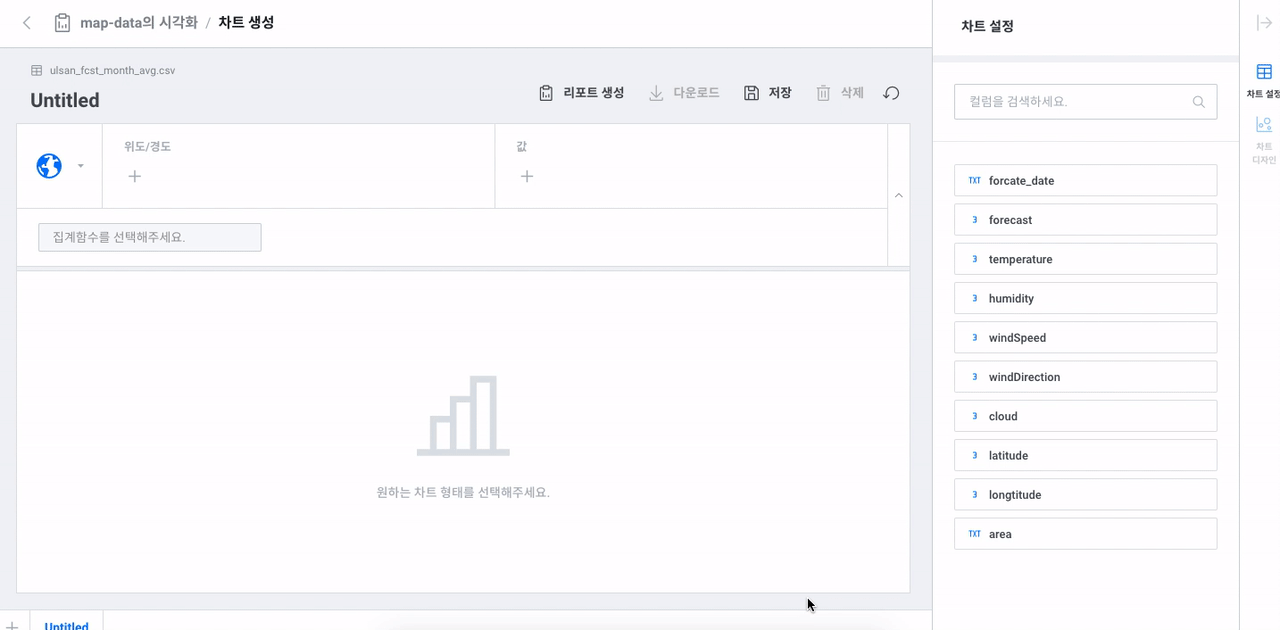 map-data의 시각화 / 차트 생성
ulsan_fcst_month_avg.csv
Untitled
리포트 생성
다운로드
저장
삭제
위도/경도
값
집계함수를 선택해주세요.
원하는 차트 형태를 선택해주세요.
Untitled
차트 설정
컬럼을 검색하세요.
TXT forcate_date
3 forecast
3 temperature
3 humidity
3 windSpeed
3 windDirection
3 cloud
3 latitude
3 longtitude
TXT area
차트 설정
차트
디자인